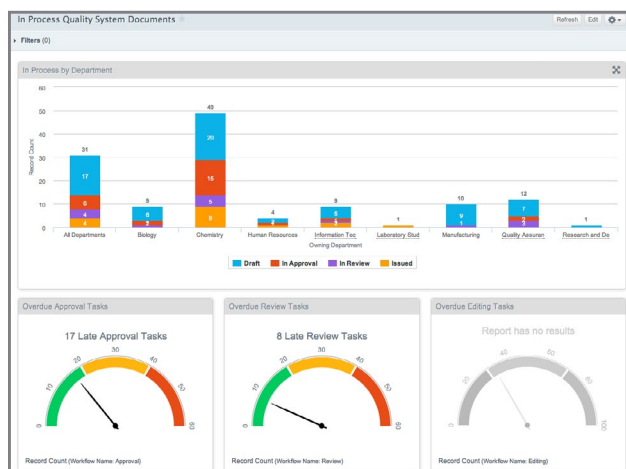 In Process Quality System Documents
Refresh Edit
Filters (0)
In Process by Department
60
50
40
30
20
10
0
Record Count
31
17
6
4
4
9
6
2
49
20
15
5
9
4
9
5
1
10
9
1
12
7
2
3
1
All Departments Biology Chemistry Human Resources Information Tec Laboratory Stud Manufacturing Quality Assuran Research and De
Owning Department
Draft In Approval In Review Issued
Overdue Approval Tasks
17 Late Approval Tasks
0 10 20 30 40 50 60
Record Count (Workflow Name: Approval)
Overdue Review Tasks
8 Late Review Tasks
0 10 20 30 40 50 60
Record Count (Workflow Name: Review)
Overdue Editing Tasks
Report has no results
0 20 40 60 80 100
Record Count (Workflow Name: Editing)